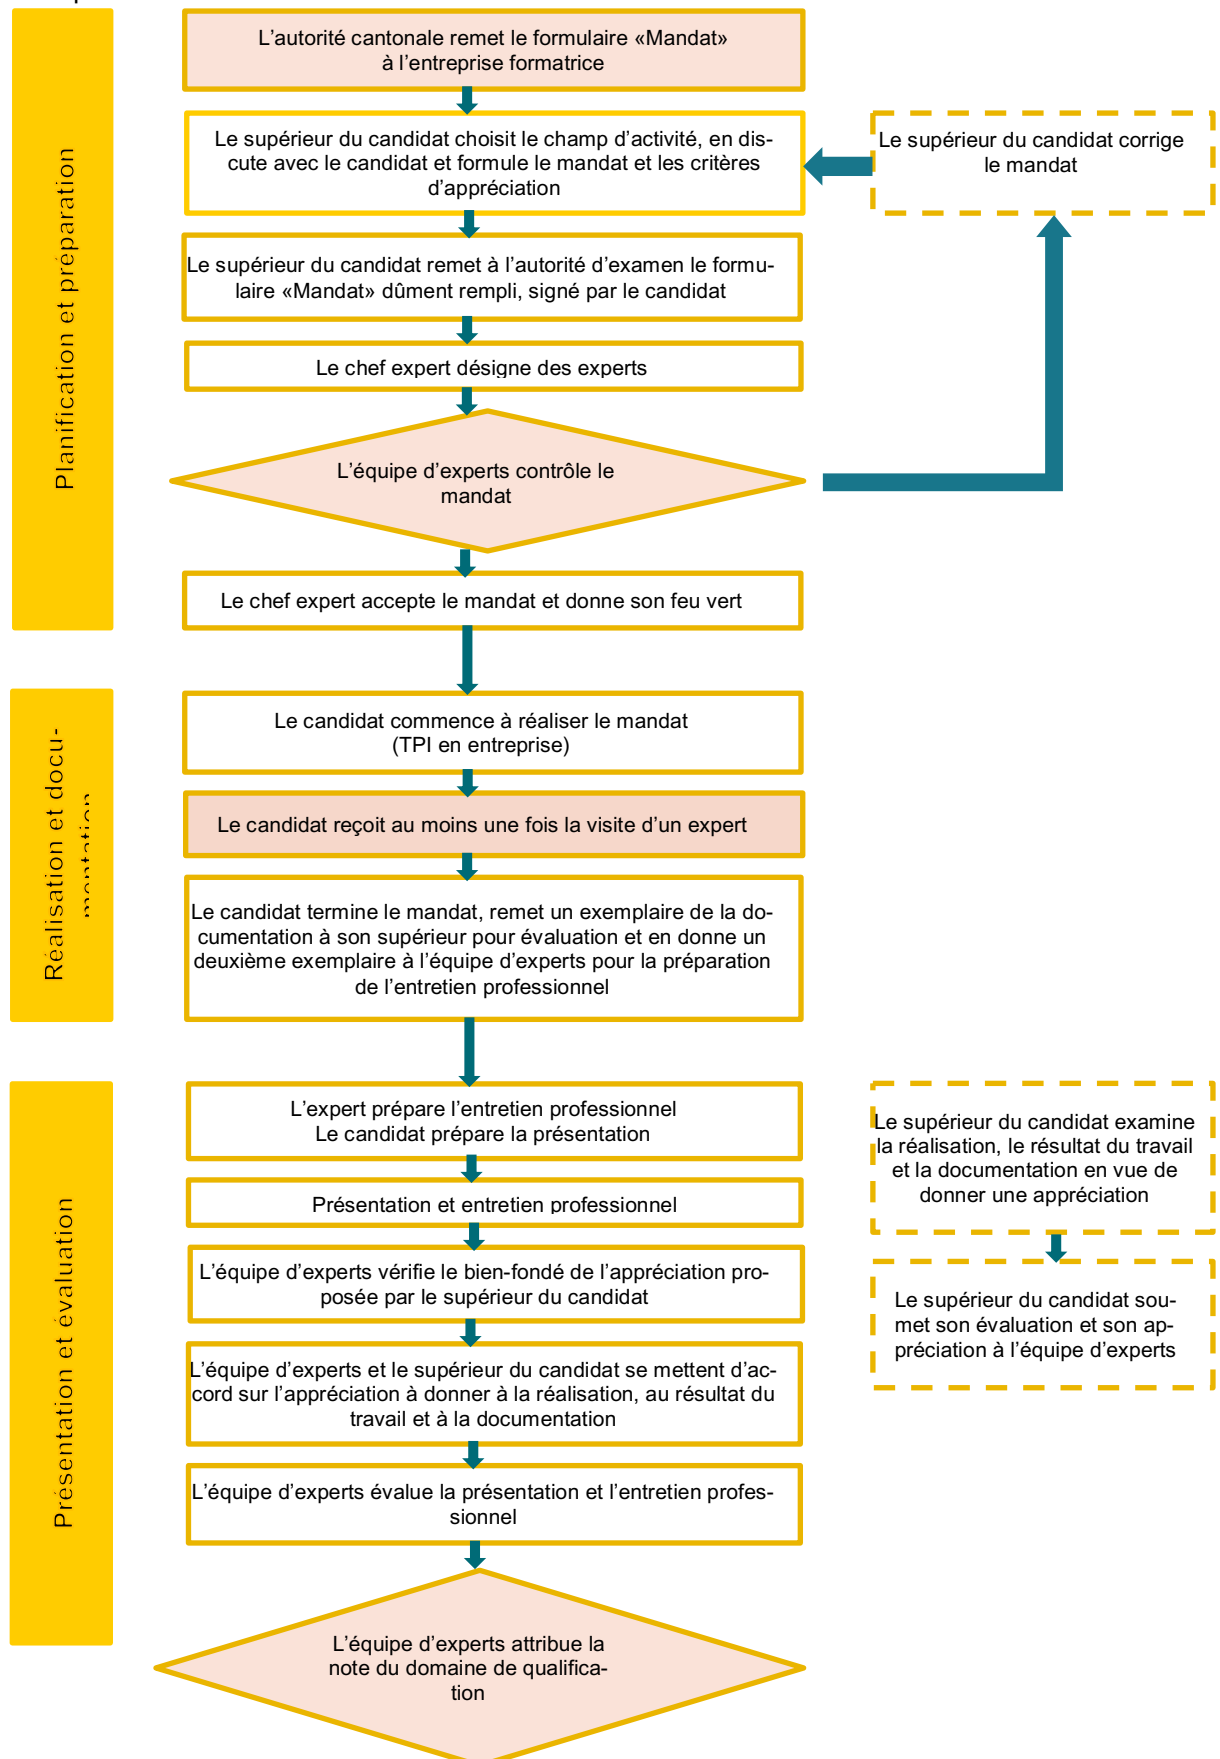 Planification et préparation
L’autorité cantonale remet le formulaire «Mandat»
à l’entreprise formatrice
Le supérieur du candidat choisit le champ d’activité, en dis-
cute avec le candidat et formule le mandat et les critères
d’appréciation
Le supérieur du candidat corrige
le mandat
Le supérieur du candidat remet à l’autorité d’examen le formu-
laire «Mandat» dûment rempli, signé par le candidat
Le chef expert désigne des experts
L’équipe d’experts contrôle le
mandat
Le chef expert accepte le mandat et donne son feu vert
Réalisation et docu-
mentation
Le candidat commence à réaliser le mandat
(TPI en entreprise)
Le candidat reçoit au moins une fois la visite d’un expert
Le candidat termine le mandat, remet un exemplaire de la do-
cumentation à son supérieur pour évaluation et en donne un
deuxième exemplaire à l’équipe d’experts pour la préparation
de l’entretien professionnel
Présentation et évaluation
L’expert prépare l’entretien professionnel
Le candidat prépare la présentation
Présentation et entretien professionnel
L’équipe d’experts vérifie le bien-fondé de l’appréciation pro-
posée par le supérieur du candidat
L’équipe d’experts et le supérieur du candidat se mettent d’ac-
cord sur l’appréciation à donner à la réalisation, au résultat du
travail et à la documentation
L’équipe d’experts évalue la présentation et l’entretien profes-
sionnel
L’équipe d’experts attribue la
note du domaine de qualifica-
tion
Le supérieur du candidat examine
la réalisation, le résultat du travail
et la documentation en vue de
donner une appréciation
Le supérieur du candidat sou-
met son évaluation et son ap-
préciation à l’équipe d’experts